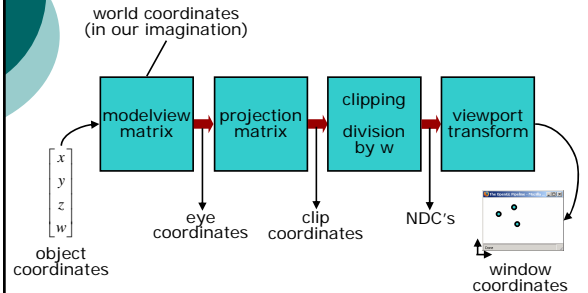 world coordinates
(in our imagination)
modelview
matrix
projection
matrix
clipping
division
by w
viewport
transform
x
y
z
w
object
coordinates
eye
coordinates
clip
coordinates
NDC's
window
coordinates